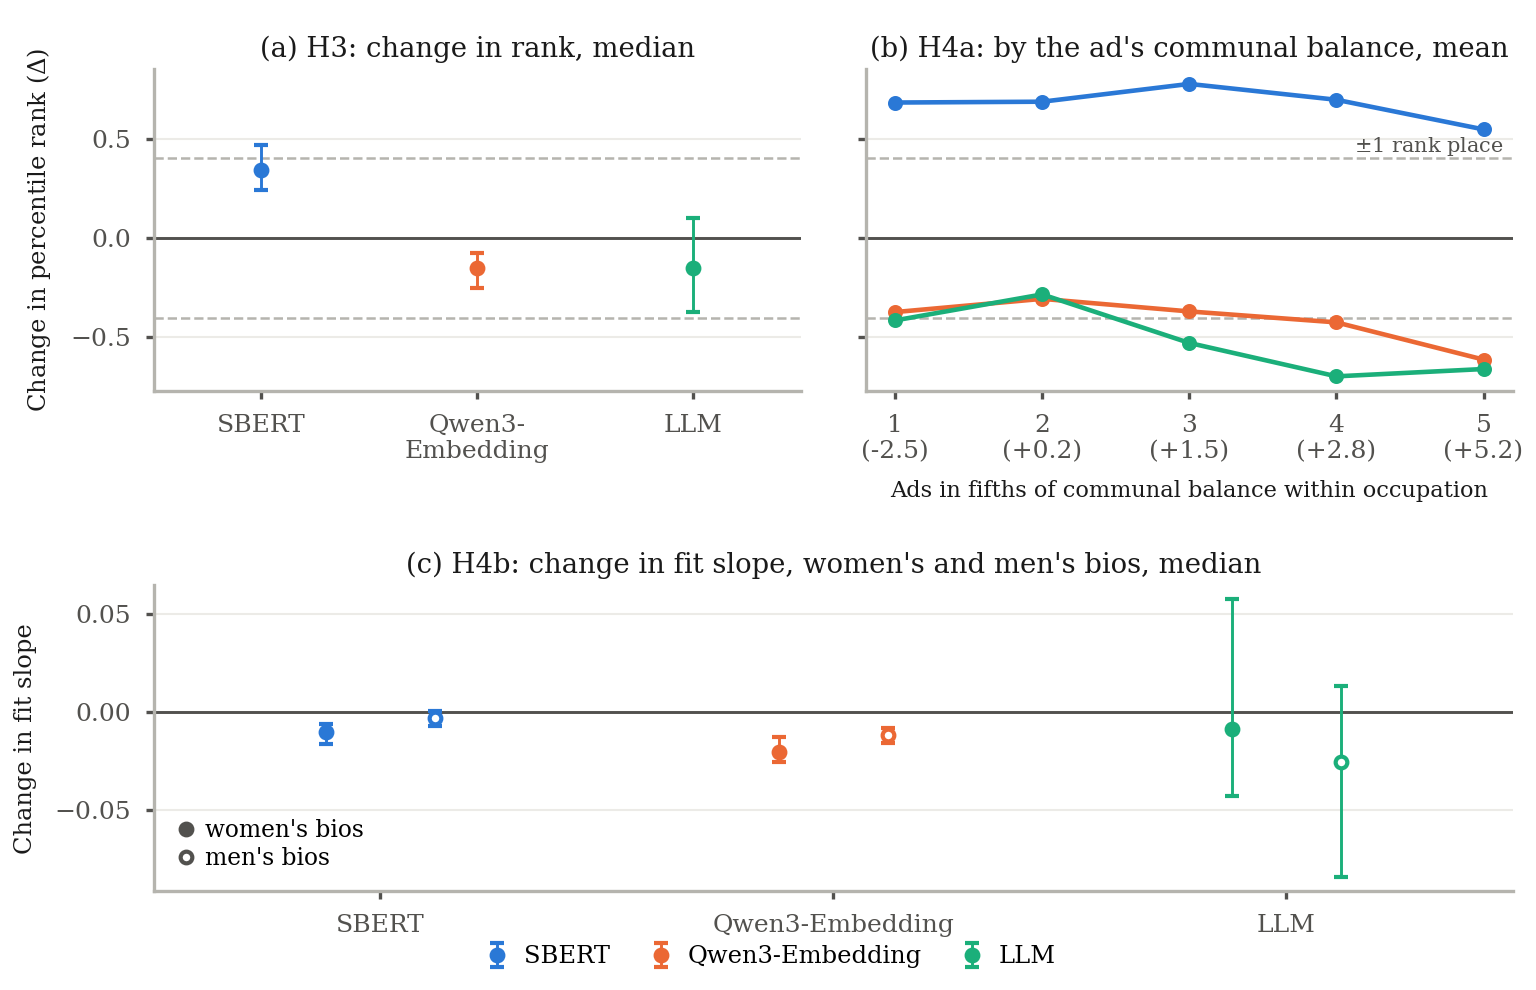 (a) H3: change in rank, median
Change in percentile rank (Δ)
0.5
0.0
−0.5
SBERT
Qwen3-
Embedding
LLM
(b) H4a: by the ad's communal balance, mean
±1 rank place
1
(-2.5)
2
(+0.2)
3
(+1.5)
4
(+2.8)
5
(+5.2)
Ads in fifths of communal balance within occupation
(c) H4b: change in fit slope, women's and men's bios, median
Change in fit slope
0.05
0.00
−0.05
women's bios
men's bios
SBERT
Qwen3-Embedding
LLM
SBERT
Qwen3-Embedding
LLM